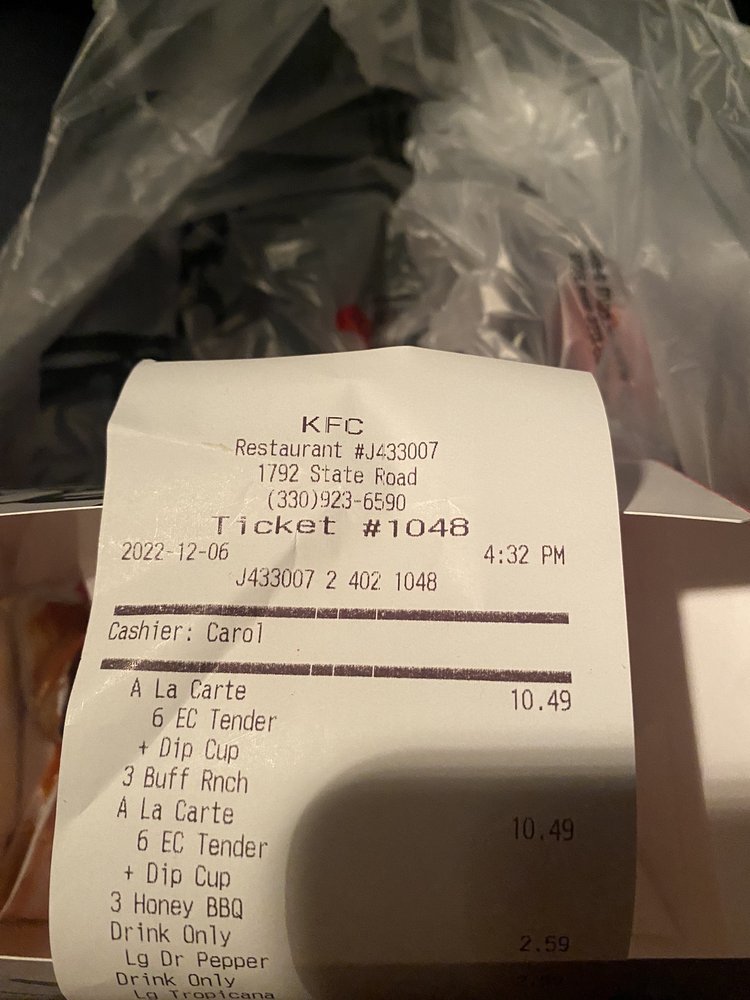 KFC
Restaurant #J433007
1792 State Road
(330)923-6590
Ticket #1048
2022-12-06 4:32 PM
J433007 2 402 1048
Cashier: Carol
A La Carte 10.49
6 EC Tender
+ Dip Cup
3 Buff Rnch
A La Carte 10.49
6 EC Tender
+ Dip Cup
3 Honey BBQ
Drink Only 2.59
Lg Dr Pepper
Drink Only
Lg Tropicana